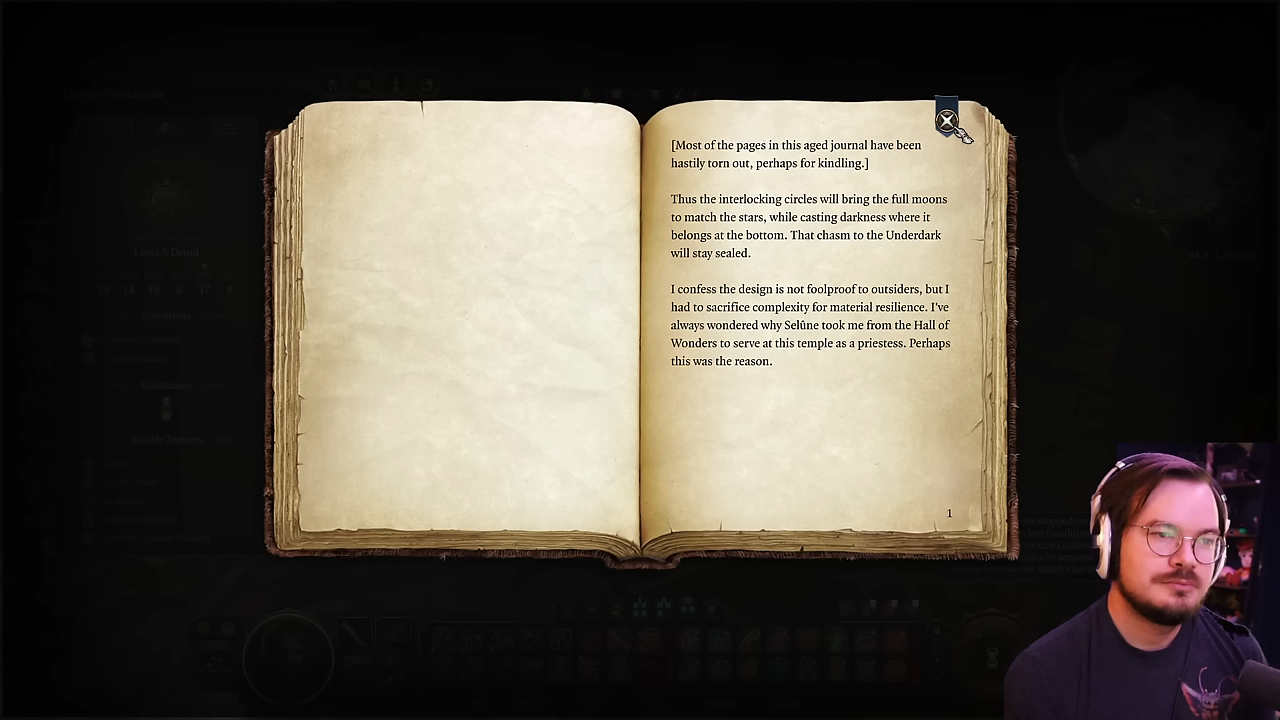 [Most of the pages in this aged journal have been
hastily torn out, perhaps for kindling.]
Thus the interlocking circles will bring the full moons
to match the stars, while casting darkness where it
belongs at the bottom. That chasm to the Underdark
will stay sealed.
I confess the design is not foolproof to outsiders, but I
had to sacrifice complexity for material resilience. I've
always wondered why Selûne took me from the Hall of
Wonders to serve at this temple as a priestess. Perhaps
this was the reason.
1
Level 5 Druid